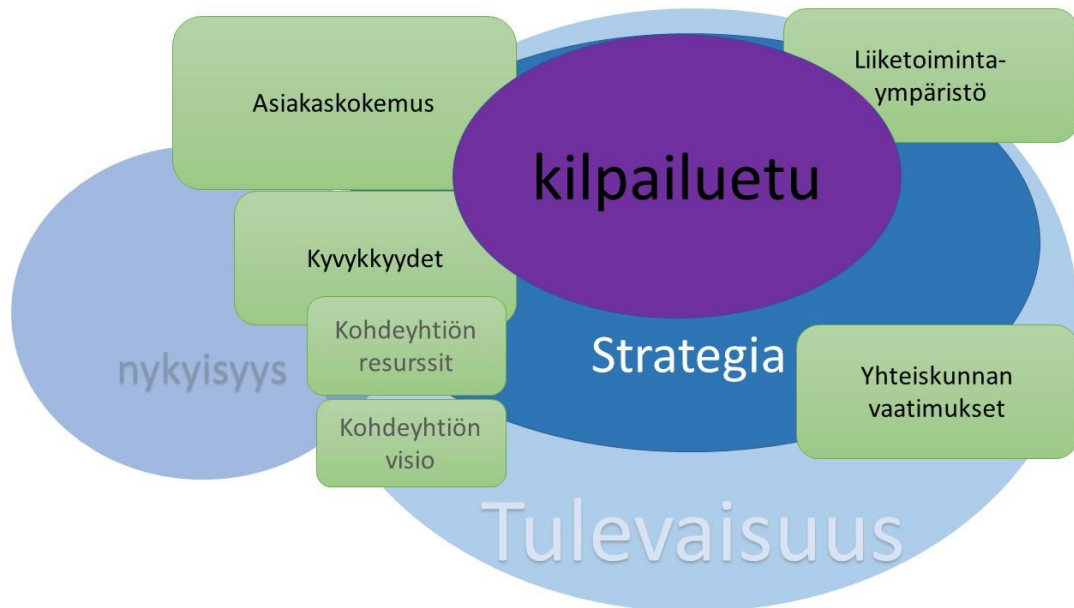 Asiakaskokemus
Liiketoiminta-
ympäristö
kilpailuetu
Kyvykkyydet
Kohdeyhtiön
resurssit
nykyisyys
Strategia
Yhteiskunnan
vaatimukset
Kohdeyhtiön
visio
Tulevaisuus